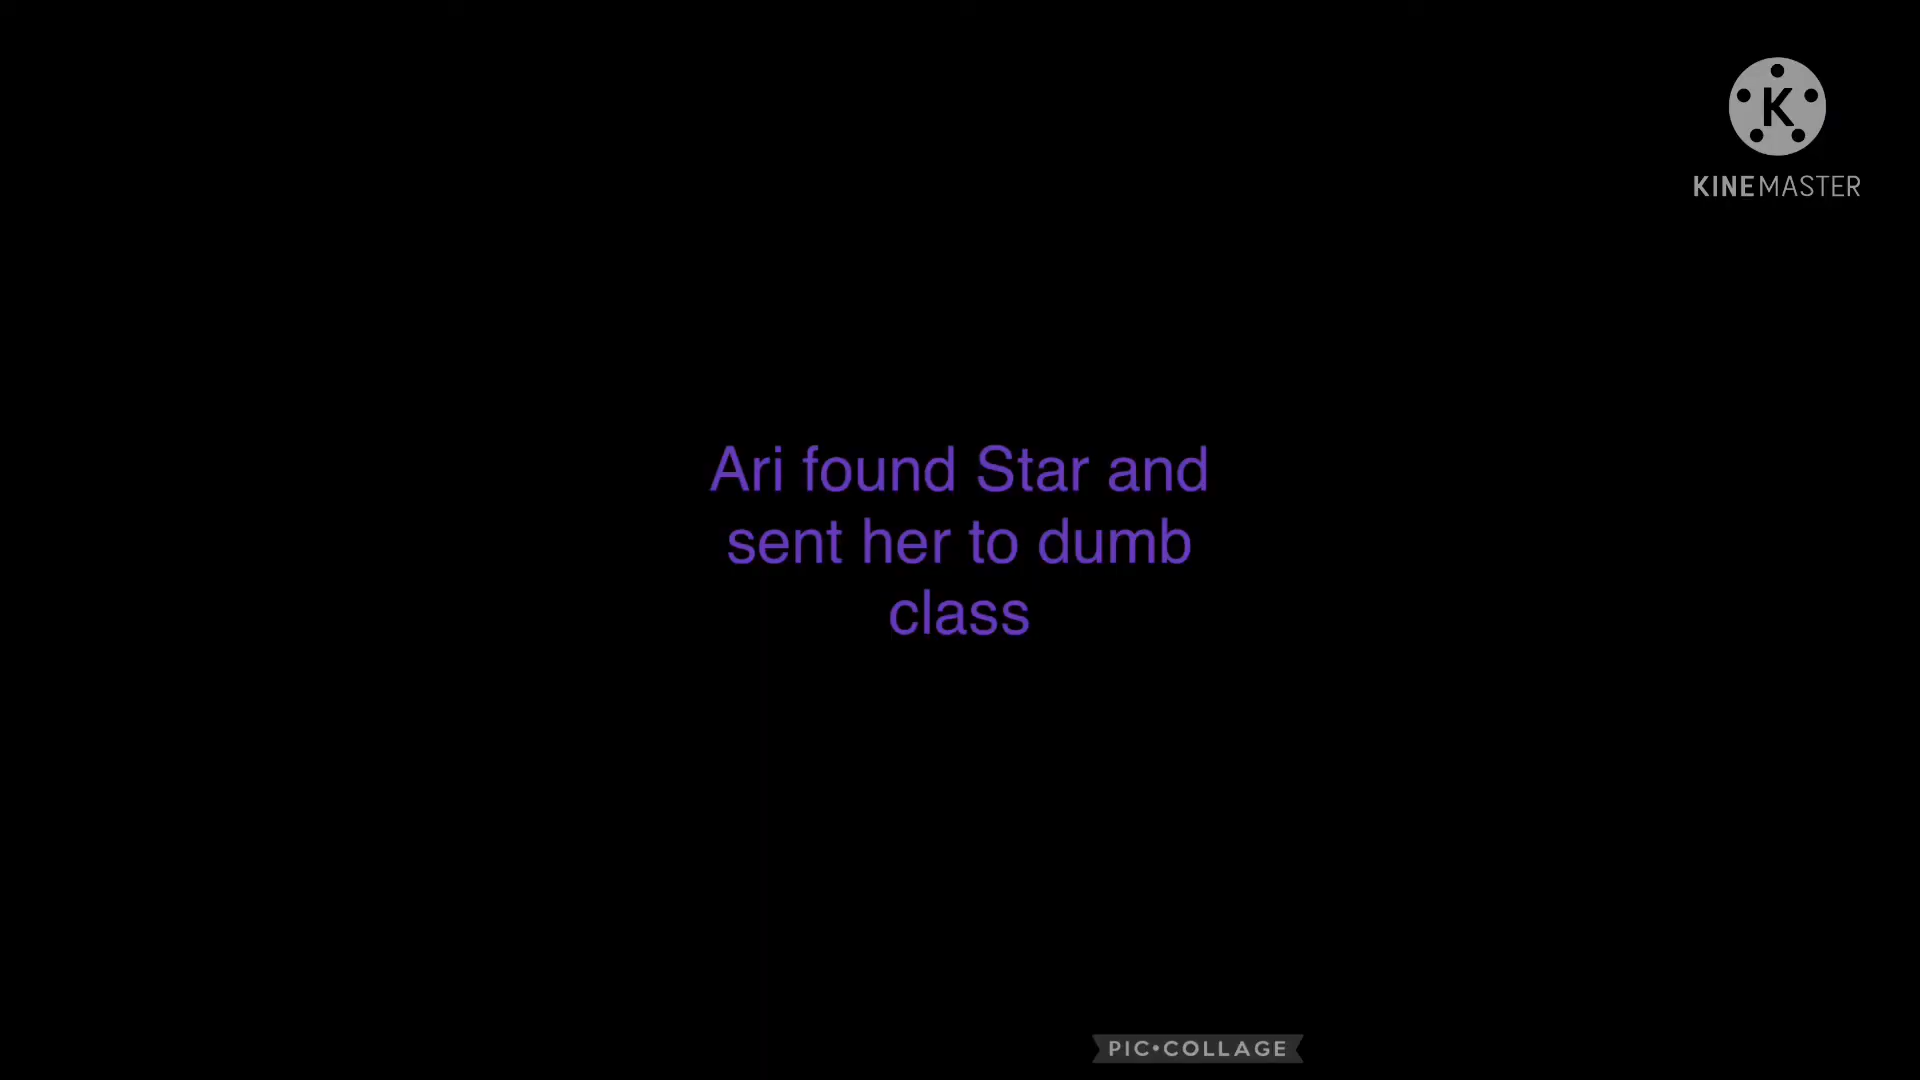 K
KINEMASTER
Ari found Star and
sent her to dumb
class
PIC•COLLAGE